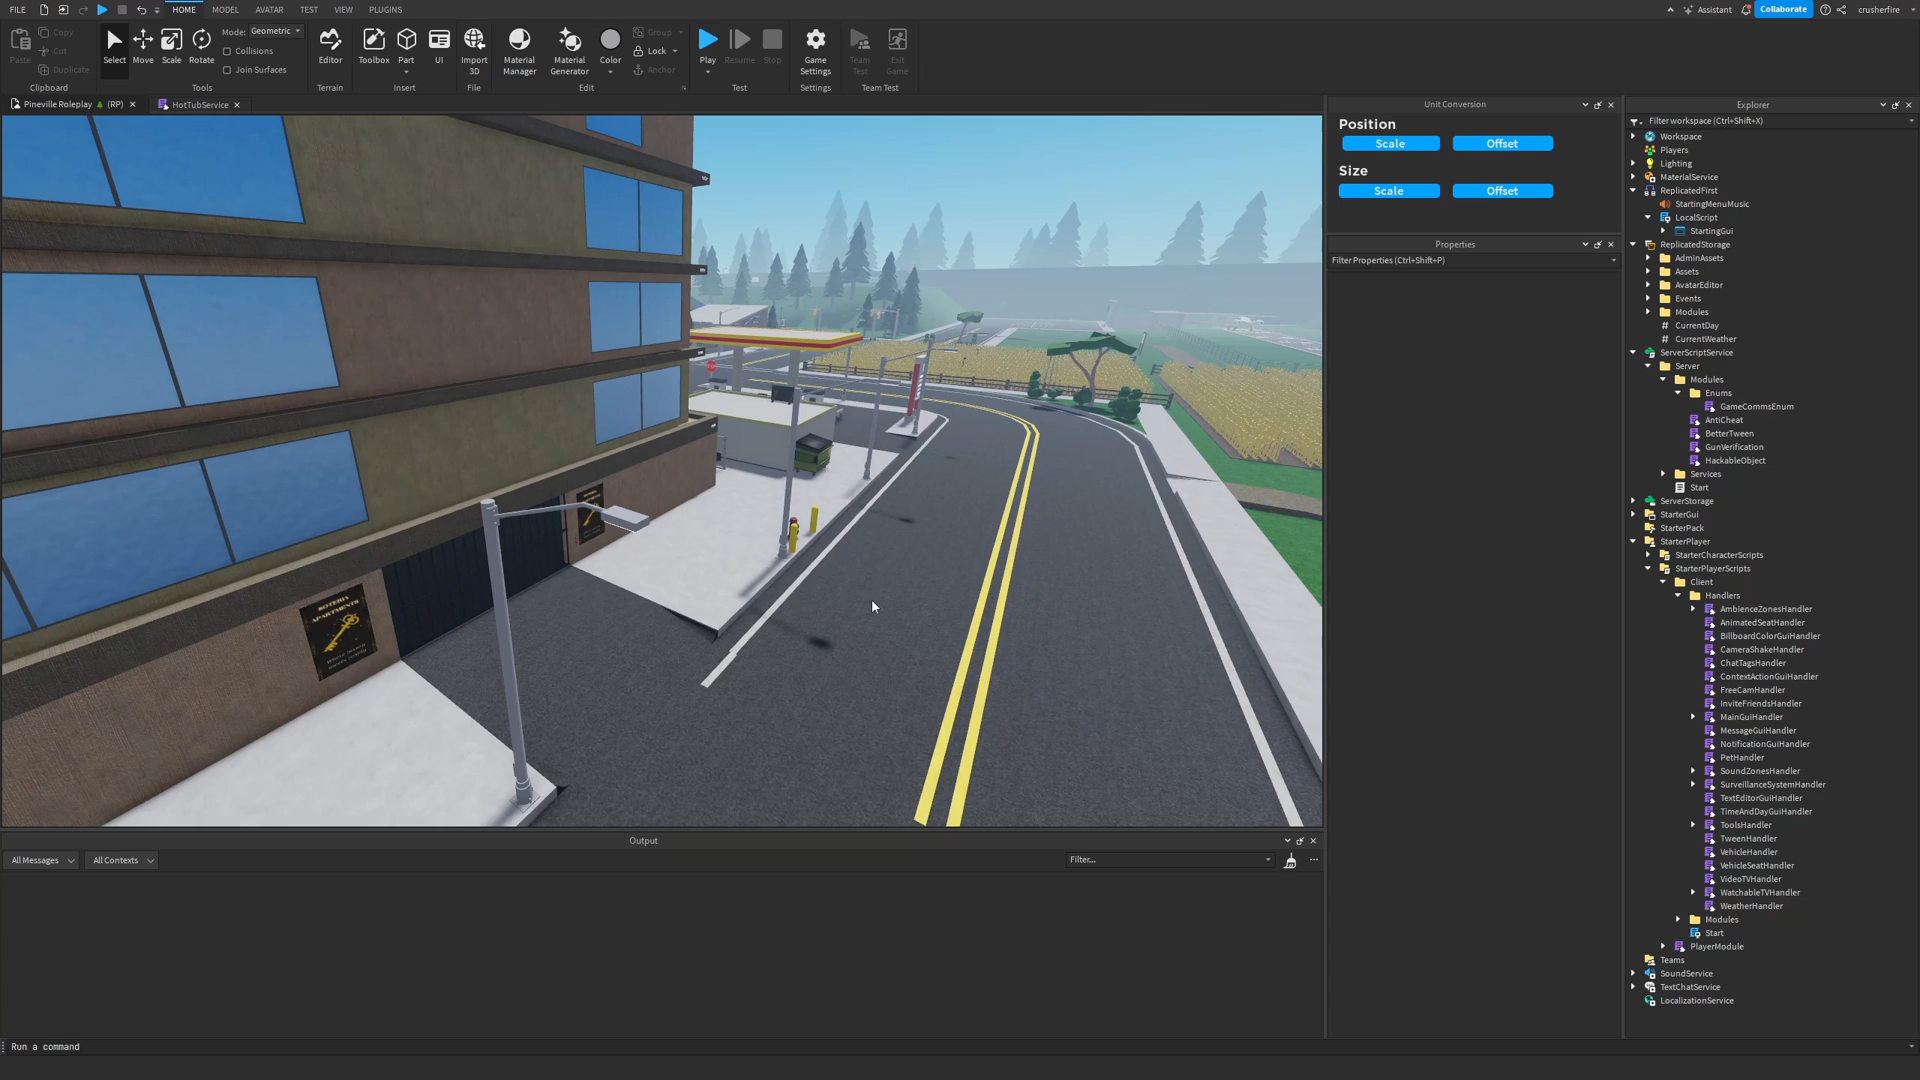 FILE HOME MODEL AVATAR TEST VIEW PLUGINS Assistant Collaborate crusherfire
Paste Copy Cut Duplicate Select Move Scale Rotate Mode: Geometric Collisions Join Surfaces Editor Toolbox Part UI Import 3D Material Manager Material Generator Color Group Lock Anchor Play Resume Stop Game Settings Team Test Exit Game
Clipboard Tools Terrain Insert File Edit Test Settings Team Test
Pineville Roleplay (RP) HotTubService
SOTERIA
APARTMENTS
Unit Conversion
Position
Scale Offset
Size
Scale Offset
Properties
Filter Properties (Ctrl+Shift+P)
Explorer
Filter workspace (Ctrl+Shift+X)
Workspace
Players
Lighting
MaterialService
ReplicatedFirst
StartingMenuMusic
LocalScript
StartingGui
ReplicatedStorage
AdminAssets
Assets
AvatarEditor
Events
Modules
CurrentDay
CurrentWeather
ServerScriptService
Server
Modules
Enums
GameCommsEnum
AntiCheat
BetterTween
GunVerification
HackableObject
Services
Start
ServerStorage
StarterGui
StarterPack
StarterPlayer
StarterCharacterScripts
StarterPlayerScripts
Client
Handlers
AmbienceZonesHandler
AnimatedSeatHandler
BillboardColorGuiHandler
CameraShakeHandler
ChatTagsHandler
ContextActionGuiHandler
FreeCamHandler
InviteFriendsHandler
MainGuiHandler
MessageGuiHandler
NotificationGuiHandler
PetHandler
SoundZonesHandler
SurveillanceSystemHandler
TextEditorGuiHandler
TimeAndDayGuiHandler
ToolsHandler
TweenHandler
VehicleHandler
VehicleSeatHandler
VideoTVHandler
WatchableTVHandler
WeatherHandler
Modules
Start
PlayerModule
Teams
SoundService
TextChatService
LocalizationService
Output
All Messages All Contexts Filter...
Run a command